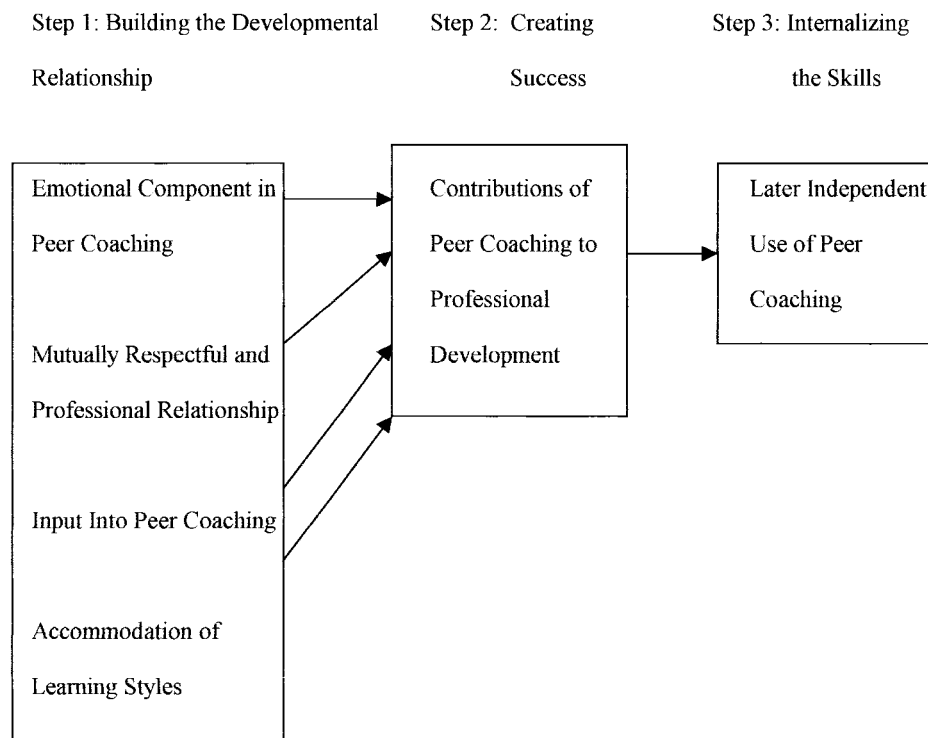 Step 1: Building the Developmental
Relationship
Step 2: Creating
Success
Step 3: Internalizing
the Skills
Emotional Component in
Peer Coaching
Mutually Respectful and
Professional Relationship
Input Into Peer Coaching
Accommodation of
Learning Styles
Contributions of
Peer Coaching to
Professional
Development
Later Independent
Use of Peer
Coaching